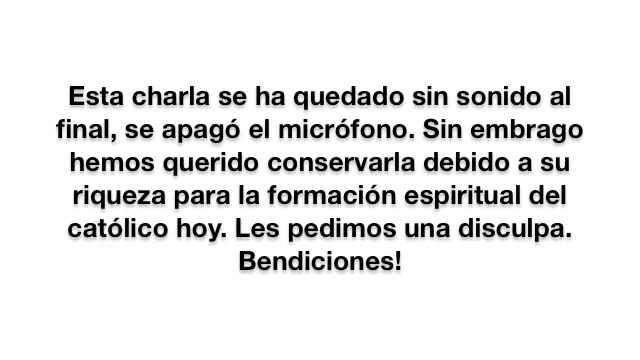 Esta charla se ha quedado sin sonido al
final, se apagó el micrófono. Sin embrago
hemos querido conservarla debido a su
riqueza para la formación espiritual del
católico hoy. Les pedimos una disculpa.
Bendiciones!